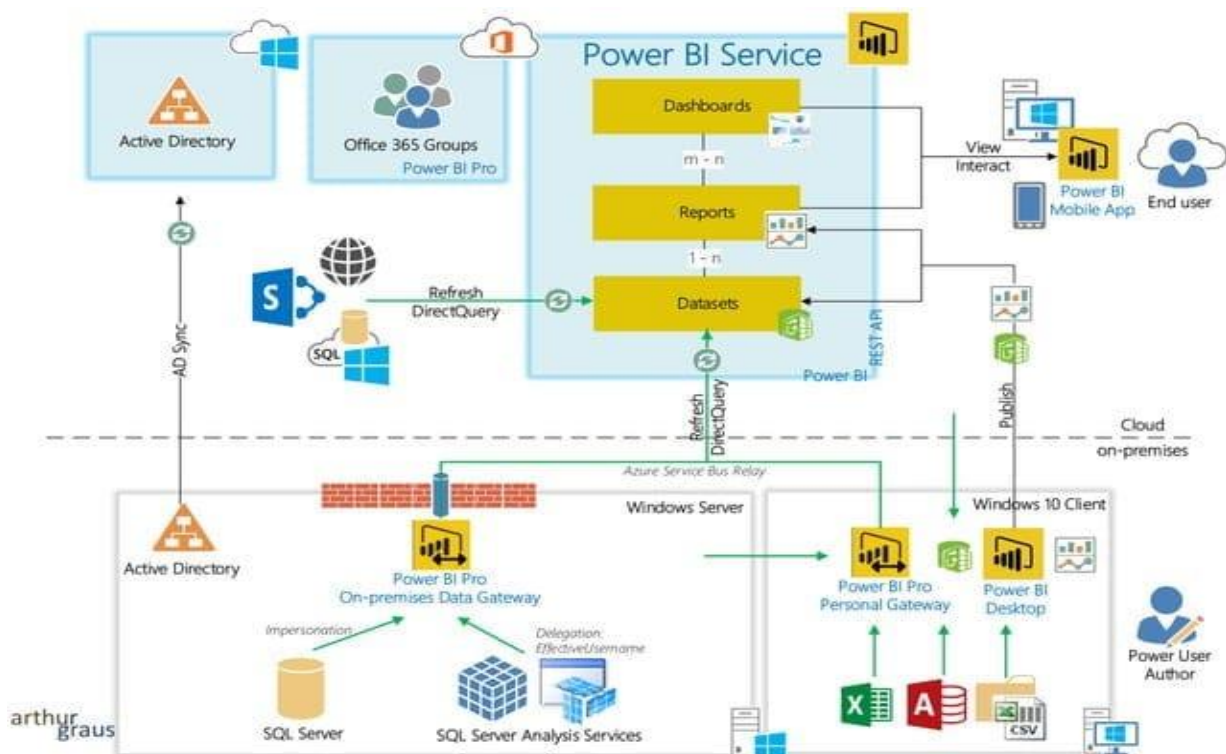 Power BI Service
Active Directory
Office 365 Groups
Power BI Pro
Dashboards
m - n
Reports
1 - n
Datasets
REST API
Power BI
View
Interact
Power BI
Mobile App
End user
S
SQL
Refresh
DirectQuery
AD Sync
Refresh
DirectQuery
Publish
Cloud
on-premises
Azure Service Bus Relay
Windows Server
Windows 10 Client
Active Directory
Power BI Pro
On-premises Data Gateway
Power BI Pro
Personal Gateway
Power BI
Desktop
Impersonation
Delegation:
EffectiveUsername
SQL Server
SQL Server Analysis Services
X
A
CSV
Power User
Author
arthur
graus